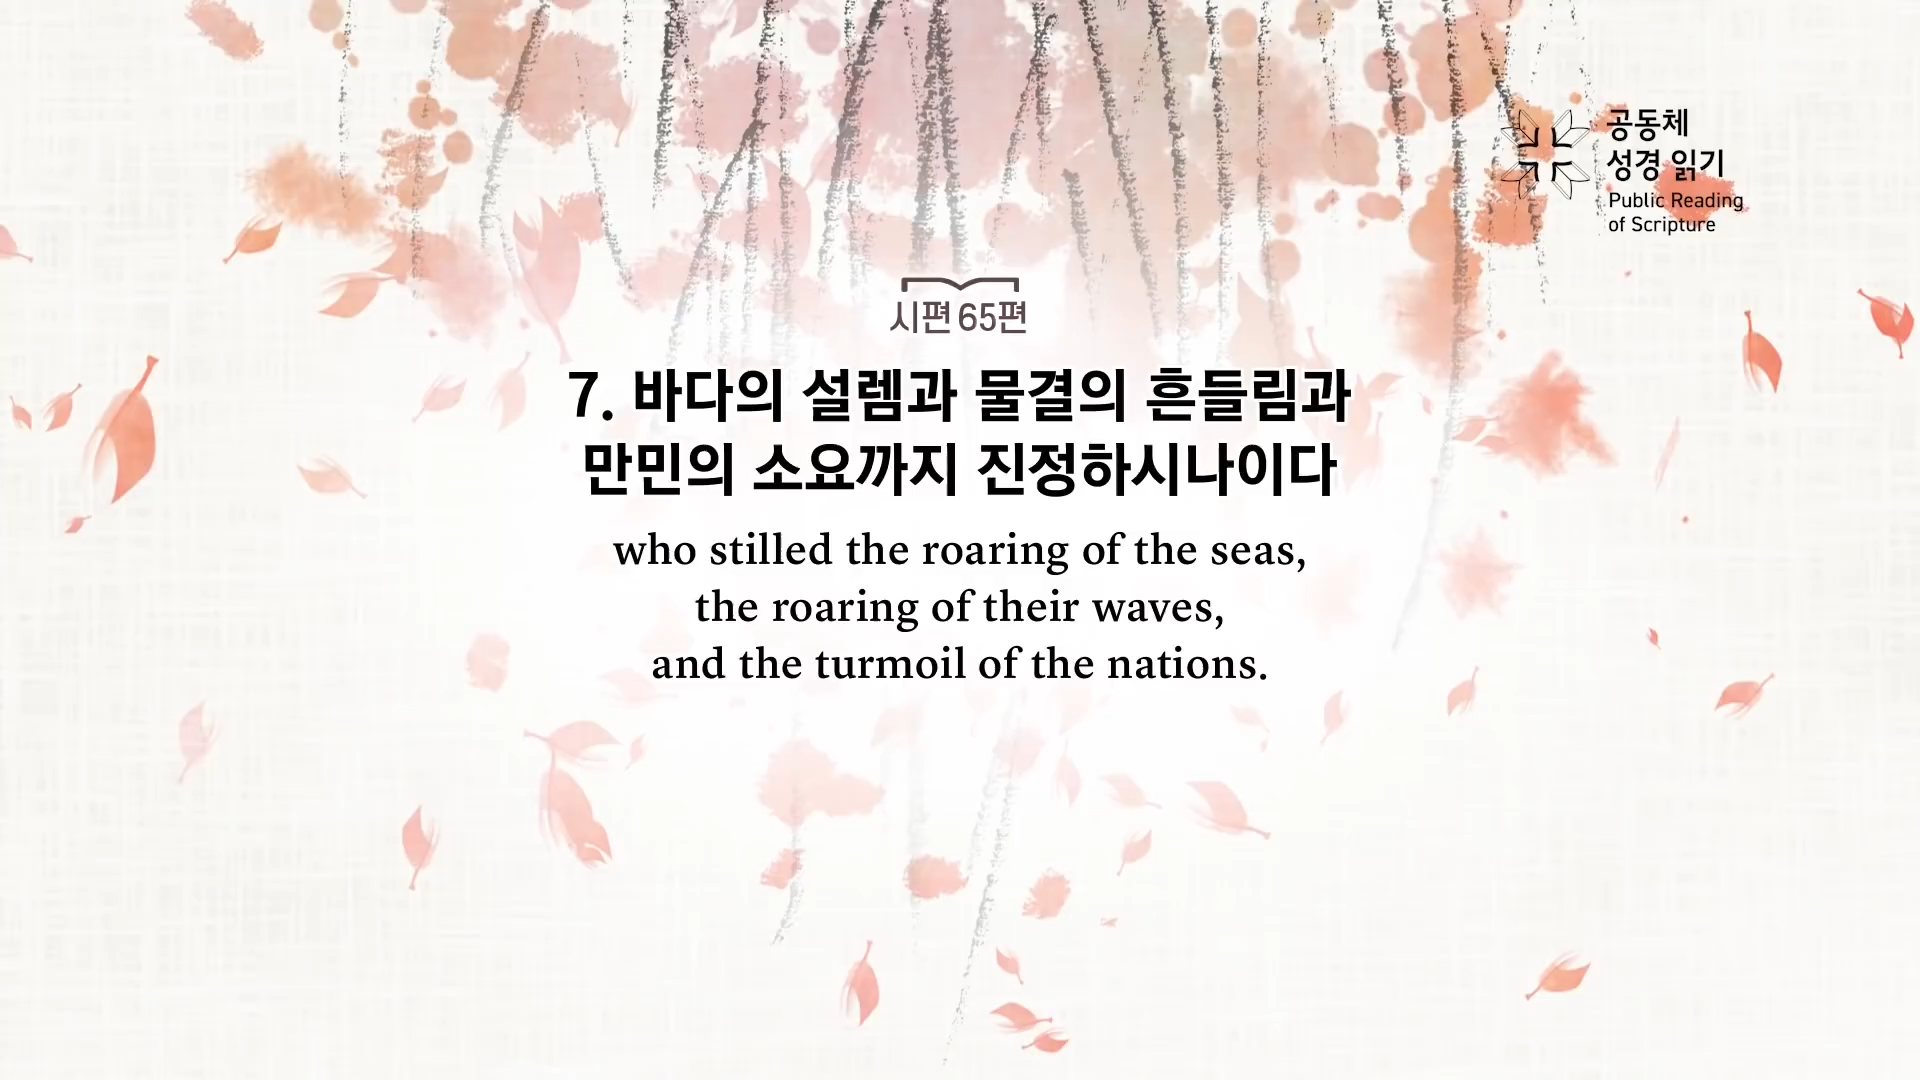 공동체
성경 읽기
Public Reading
of Scripture
시편 65편
7. 바다의 설렘과 물결의 흔들림과
만민의 소요까지 진정하시나이다
who stilled the roaring of the seas,
the roaring of their waves,
and the turmoil of the nations.